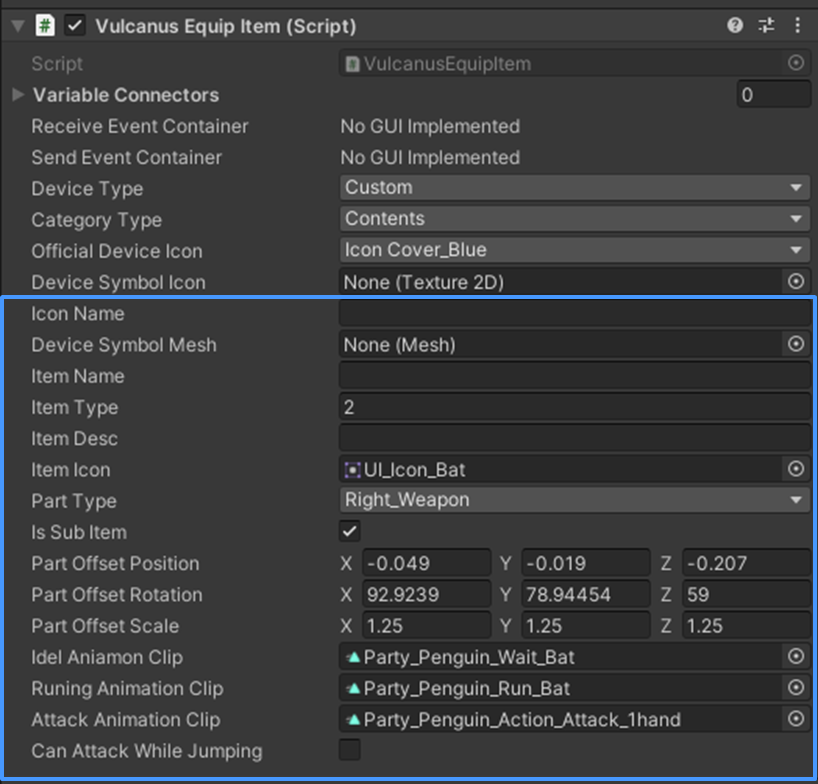 # Vulcanus Equip Item (Script)
Script VulcanusEquipItem
Variable Connectors 0
Receive Event Container No GUI Implemented
Send Event Container No GUI Implemented
Device Type Custom
Category Type Contents
Official Device Icon Icon Cover_Blue
Device Symbol Icon None (Texture 2D)
Icon Name
Device Symbol Mesh None (Mesh)
Item Name
Item Type 2
Item Desc
Item Icon UI_Icon_Bat
Part Type Right_Weapon
Is Sub Item
Part Offset Position X -0.049 Y -0.019 Z -0.207
Part Offset Rotation X 92.9239 Y 78.94454 Z 59
Part Offset Scale X 1.25 Y 1.25 Z 1.25
Idel Aniamon Clip Party_Penguin_Wait_Bat
Runing Animation Clip Party_Penguin_Run_Bat
Attack Animation Clip Party_Penguin_Action_Attack_1hand
Can Attack While Jumping